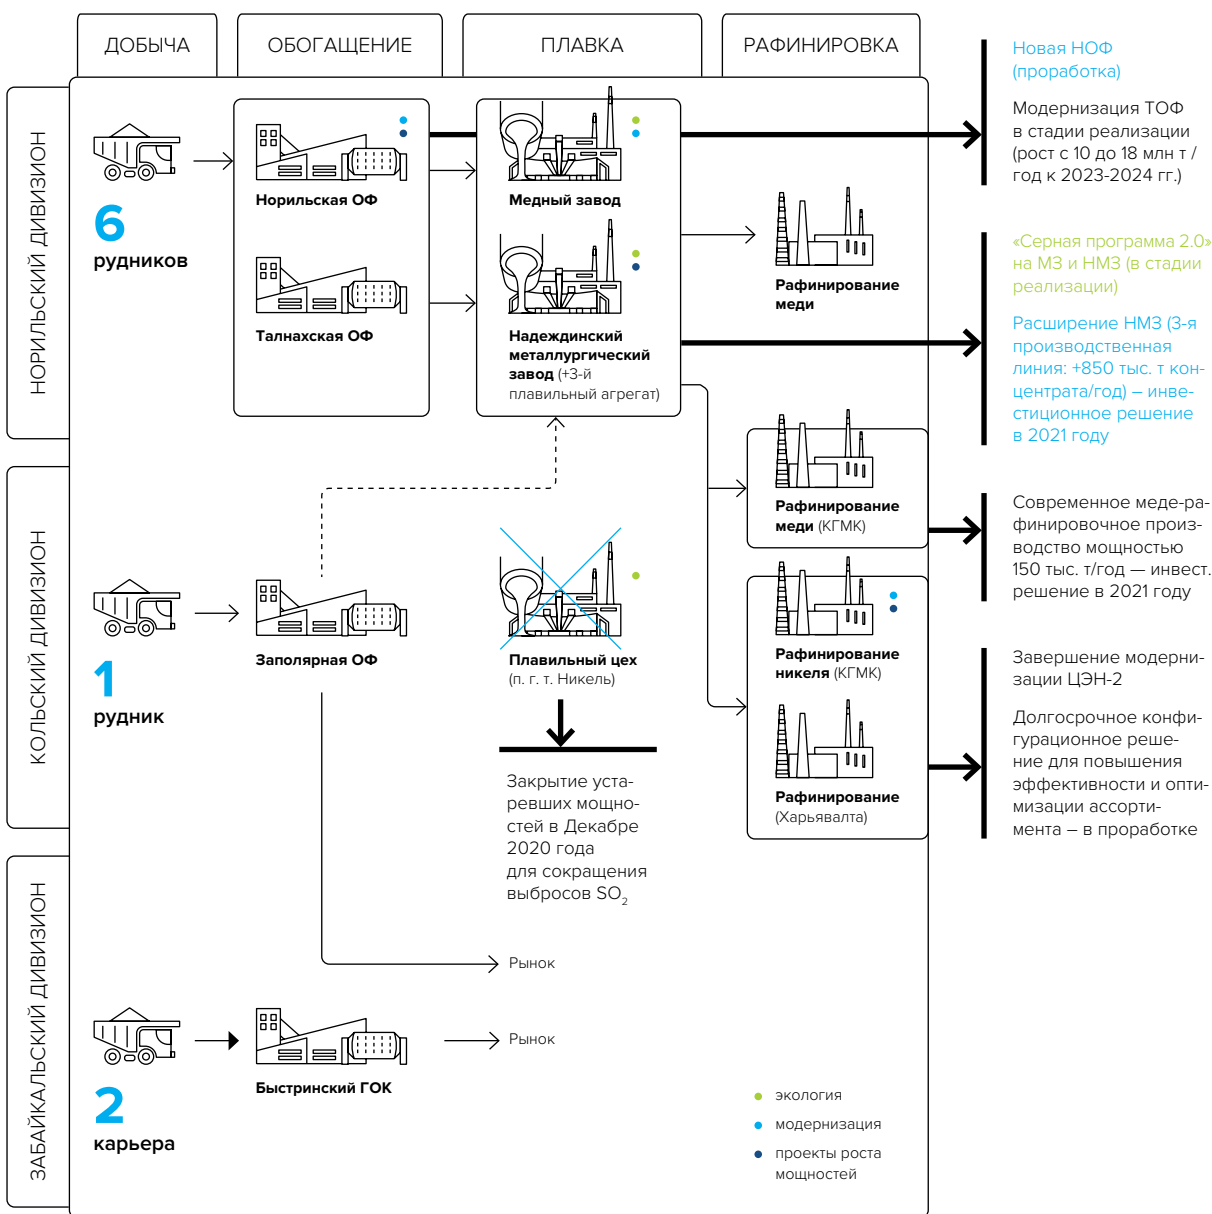 ДОБЫЧА
ОБОГАЩЕНИЕ
ПЛАВКА
РАФИНИРОВКА
НОРИЛЬСКИЙ ДИВИЗИОН
6
рудников
Норильская ОФ
Талнахская ОФ
Медный завод
Надеждинский
металлургический
завод (+3-й
плавильный агрегат)
Рафинирование
меди
Новая НОФ
(проработка)
Модернизация ТОФ
в стадии реализации
(рост с 10 до 18 млн т /
год к 2023-2024 гг.)
«Серная программа 2.0»
на МЗ и НМЗ (в стадии
реализации)
Расширение НМЗ (3-я
производственная
линия: +850 тыс. т кон-
центрата/год) – инве-
стиционное решение
в 2021 году
КОЛЬСКИЙ ДИВИЗИОН
1
рудник
Заполярная ОФ
Плавильный цех
(п. г. т. Никель)
Закрытие уста-
ревших мощно-
стей в Декабре
2020 года
для сокращения
выбросов SO₂
Рафинирование
меди (КГМК)
Рафинирование
никеля (КГМК)
Рафинирование
(Харьявалта)
Современное меде-ра-
финировочное произ-
водство мощностью
150 тыс. т/год — инвест.
решение в 2021 году
Завершение модерни-
зации ЦЭН-2
Долгосрочное конфи-
гурационное реше-
ние для повышения
эффективности и опти-
мизации ассорти-
мента – в проработке
Рынок
ЗАБАЙКАЛЬСКИЙ ДИВИЗИОН
2
карьера
Быстринский ГОК
Рынок
экология
модернизация
проекты роста
мощностей